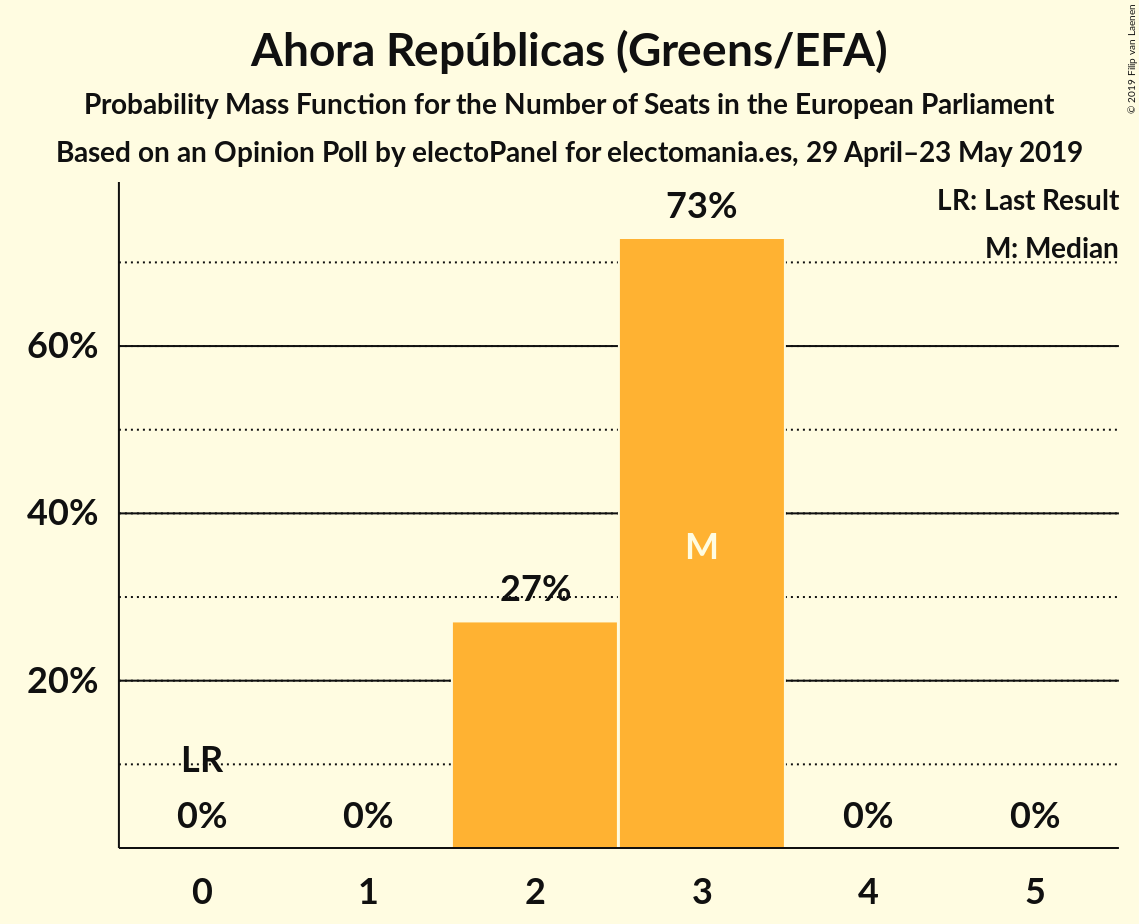 Ahora Repúblicas (Greens/EFA)
Probability Mass Function for the Number of Seats in the European Parliament
Based on an Opinion Poll by electoPanel for electomania.es, 29 April–23 May 2019
© 2019 Filip van Laenen
LR: Last Result
M: Median
73%
60%
40%
M
27%
20%
LR
0% 0% 0% 0%
0 1 2 3 4 5